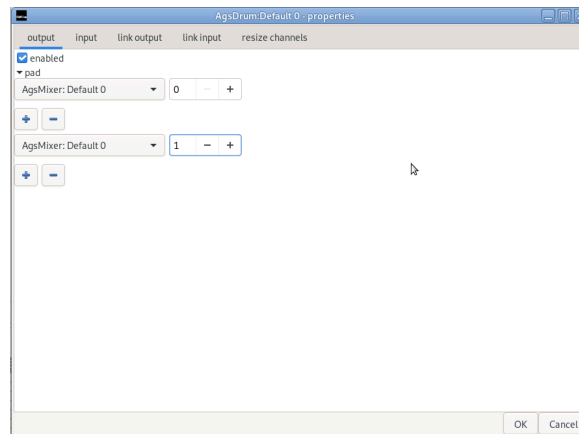 AgsDrum:Default 0 - properties
output input link output link input resize channels
enabled
pad
AgsMixer: Default 0 0 − +
+ −
AgsMixer: Default 0 1 − +
+ −
OK Cancel